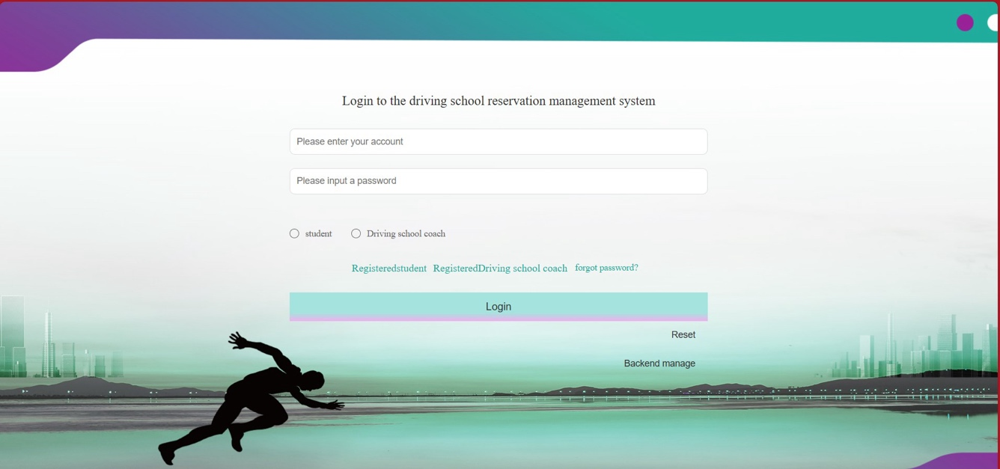 Login to the driving school reservation management system
Please enter your account
Please input a password
student Driving school coach
Registeredstudent RegisteredDriving school coach forgot password?
Login
Reset
Backend manage